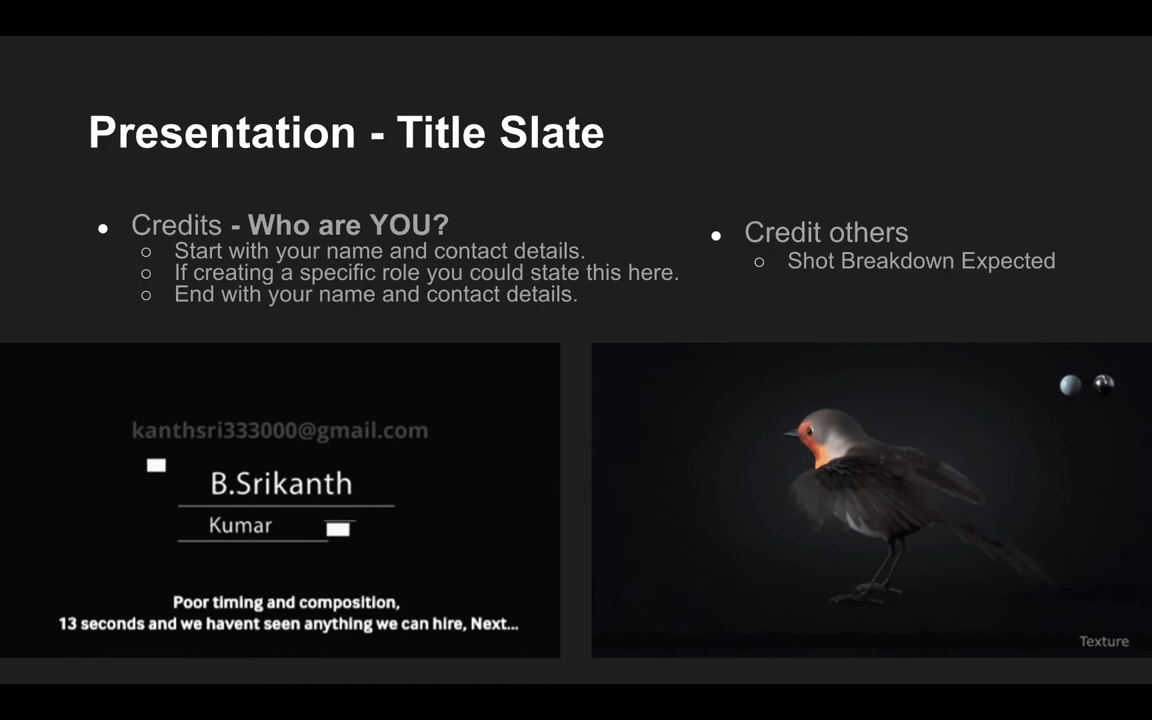 Presentation - Title Slate
Credits - Who are YOU?
Start with your name and contact details.
If creating a specific role you could state this here.
End with your name and contact details.
Credit others
Shot Breakdown Expected
kanthsri333000@gmail.com
B.Srikanth
Kumar
Poor timing and composition,
13 seconds and we havent seen anything we can hire, Next...
Texture